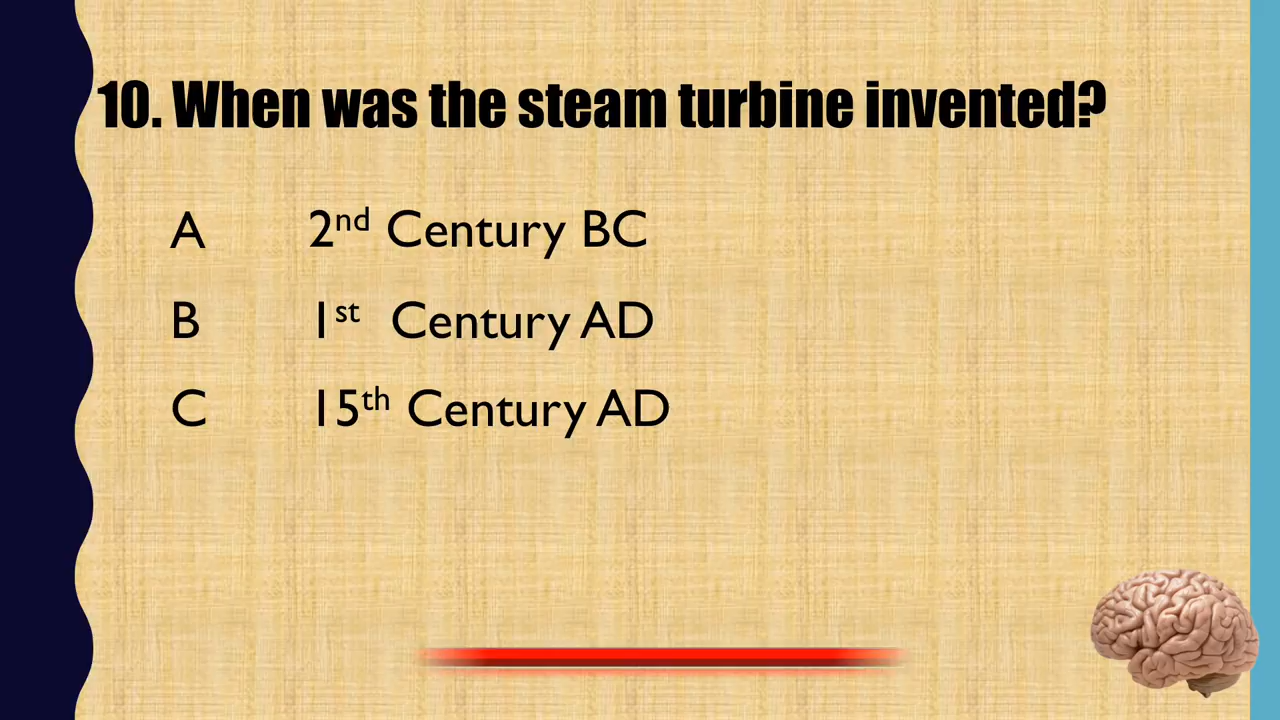 10. When was the steam turbine invented?
A 2nd Century BC
B 1st Century AD
C 15th Century AD